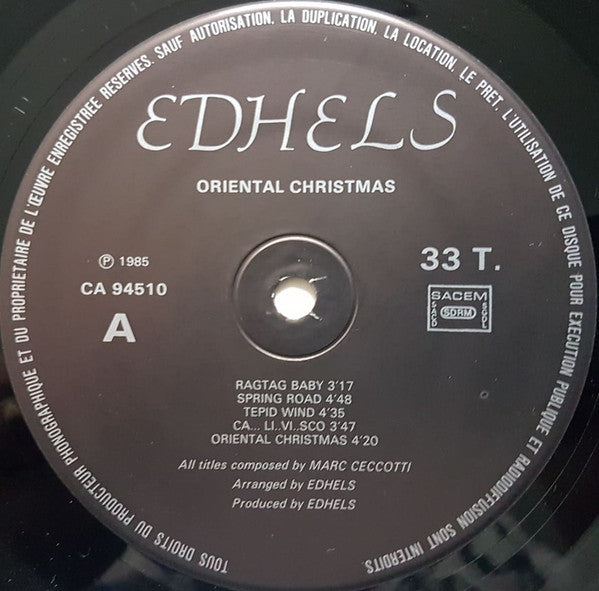 TOUS DROITS DU PRODUCTEUR PHONOGRAPHIQUE ET DU PROPRIETAIRE DE L'ŒUVRE ENREGISTREE RESERVES. SAUF AUTORISATION, LA DUPLICATION, LA LOCATION, LE PRET, L'UTILISATION DE CE DISQUE POUR EXECUTION PUBLIQUE ET RADIODIFFUSION SONT INTERDITS.
EDHELS
ORIENTAL CHRISTMAS
℗ 1985
CA 94510
A
33 T.
SACEM
SACD
SDRM
SGDL
RAGTAG BABY 3'17
SPRING ROAD 4'48
TEPID WIND 4'35
CA... LI..VI..SCO 3'47
ORIENTAL CHRISTMAS 4'20
All titles composed by MARC CECCOTTI
Arranged by EDHELS
Produced by EDHELS